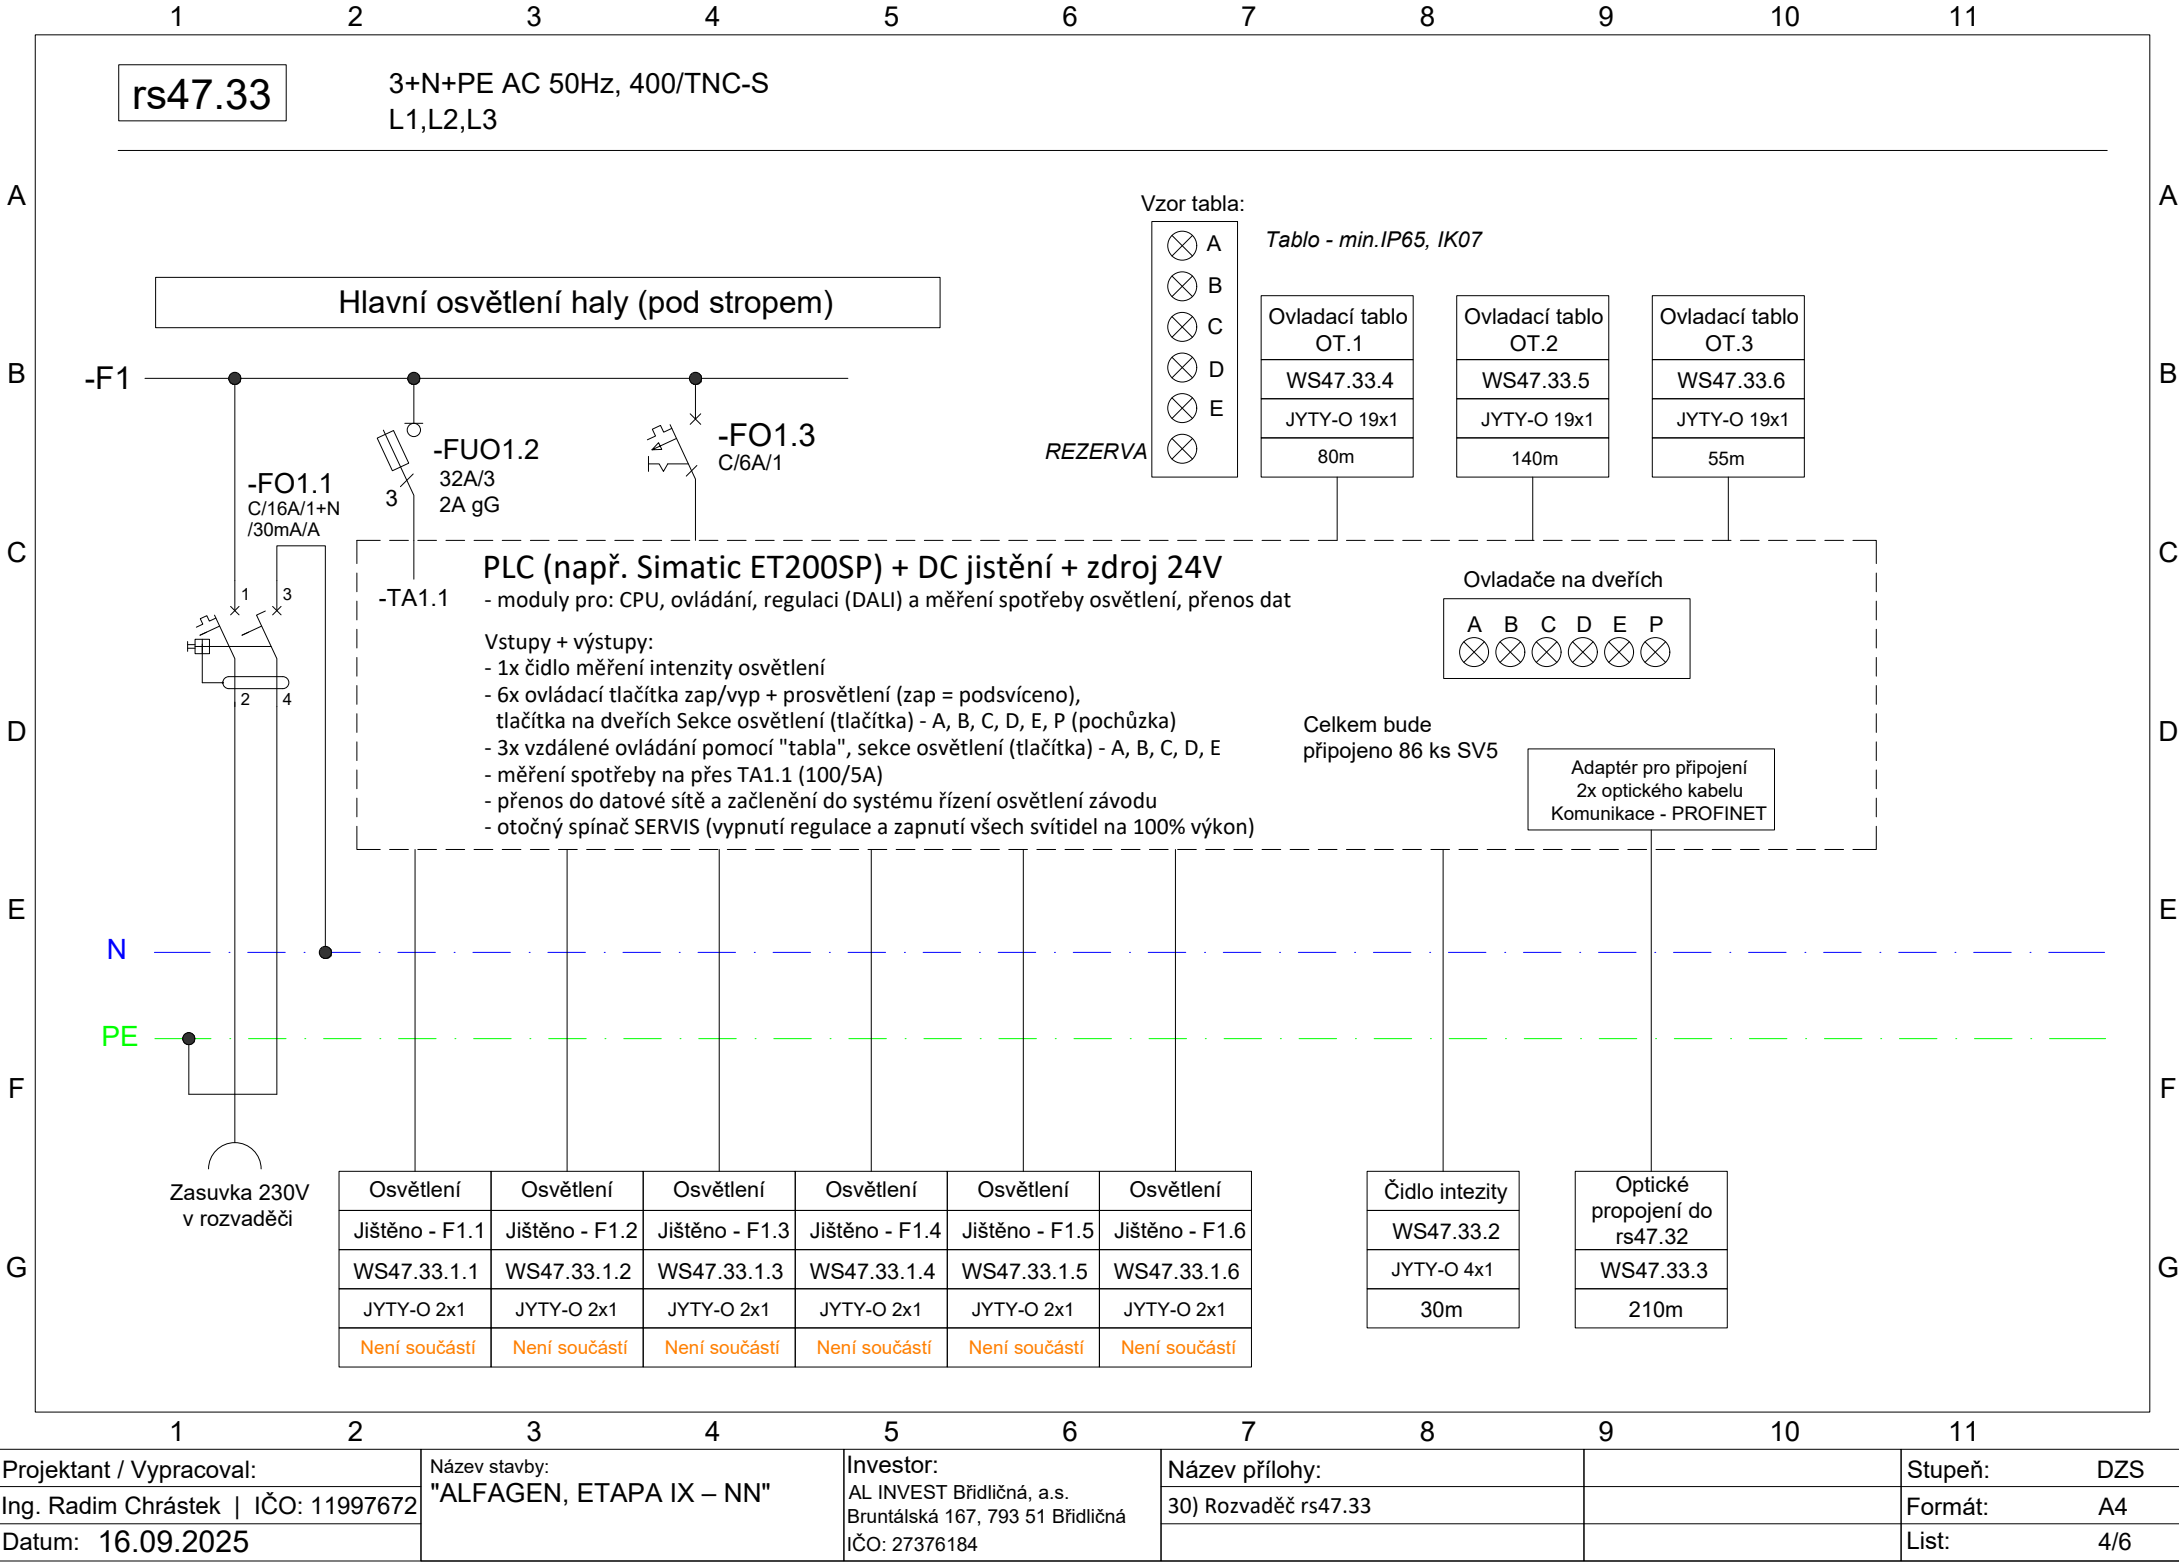 1 2 3 4 5 6 7 8 9 10 11
rs47.33
3+N+PE AC 50Hz, 400/TNC-S
L1,L2,L3
A A
Vzor tabla:
A
B
C
D
E
REZERVA
Tablo - min.IP65, IK07
Hlavní osvětlení haly (pod stropem)
Ovladací tablo
OT.1
WS47.33.4
JYTY-O 19x1
80m
Ovladací tablo
OT.2
WS47.33.5
JYTY-O 19x1
140m
Ovladací tablo
OT.3
WS47.33.6
JYTY-O 19x1
55m
B B
-F1
-FO1.1
C/16A/1+N
/30mA/A
1 3
2 4
-FUO1.2
32A/3
2A gG
3
-FO1.3
C/6A/1
C C
-TA1.1
PLC (např. Simatic ET200SP) + DC jistění + zdroj 24V
- moduly pro: CPU, ovládání, regulaci (DALI) a měření spotřeby osvětlení, přenos dat
Vstupy + výstupy:
- 1x čidlo měření intenzity osvětlení
- 6x ovládací tlačítka zap/vyp + prosvětlení (zap = podsvíceno),
tlačítka na dveřích Sekce osvětlení (tlačítka) - A, B, C, D, E, P (pochůzka)
- 3x vzdálené ovládání pomocí "tabla", sekce osvětlení (tlačítka) - A, B, C, D, E
- měření spotřeby na přes TA1.1 (100/5A)
- přenos do datové sítě a začlenění do systému řízení osvětlení závodu
- otočný spínač SERVIS (vypnutí regulace a zapnutí všech svítidel na 100% výkon)
Ovladače na dveřích
A B C D E P
D D
Celkem bude
připojeno 86 ks SV5
Adaptér pro připojení
2x optického kabelu
Komunikace - PROFINET
E E
N
PE
F F
Zasuvka 230V
v rozvaděči
Osvětlení Osvětlení Osvětlení Osvětlení Osvětlení Osvětlení
Jištěno - F1.1 Jištěno - F1.2 Jištěno - F1.3 Jištěno - F1.4 Jištěno - F1.5 Jištěno - F1.6
WS47.33.1.1 WS47.33.1.2 WS47.33.1.3 WS47.33.1.4 WS47.33.1.5 WS47.33.1.6
JYTY-O 2x1 JYTY-O 2x1 JYTY-O 2x1 JYTY-O 2x1 JYTY-O 2x1 JYTY-O 2x1
Není součástí Není součástí Není součástí Není součástí Není součástí Není součástí
Čidlo intezity
WS47.33.2
JYTY-O 4x1
30m
Optické
propojení do
rs47.32
WS47.33.3
210m
G G
1 2 3 4 5 6 7 8 9 10 11
Projektant / Vypracoval:
Ing. Radim Chrástek | IČO: 11997672
Datum: 16.09.2025
Název stavby:
"ALFAGEN, ETAPA IX – NN"
Investor:
AL INVEST Břidličná, a.s.
Bruntálská 167, 793 51 Břidličná
IČO: 27376184
Název přílohy:
30) Rozvaděč rs47.33
Stupeň: DZS
Formát: A4
List: 4/6